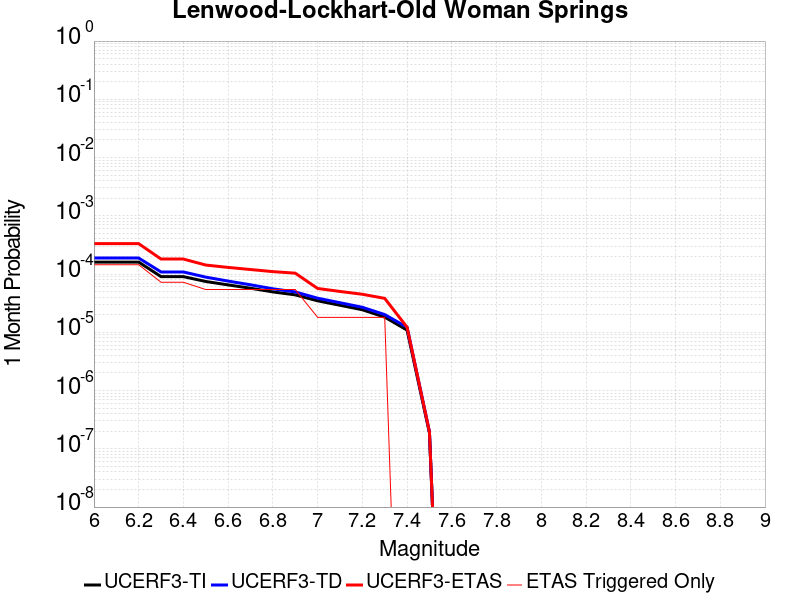 Lenwood-Lockhart-Old Woman Springs
10^0
10^-1
10^-2
10^-3
10^-4
10^-5
10^-6
10^-7
10^-8
1 Month Probability
6 6.2 6.4 6.6 6.8 7 7.2 7.4 7.6 7.8 8 8.2 8.4 8.6 8.8 9
Magnitude
UCERF3-TI UCERF3-TD UCERF3-ETAS ETAS Triggered Only